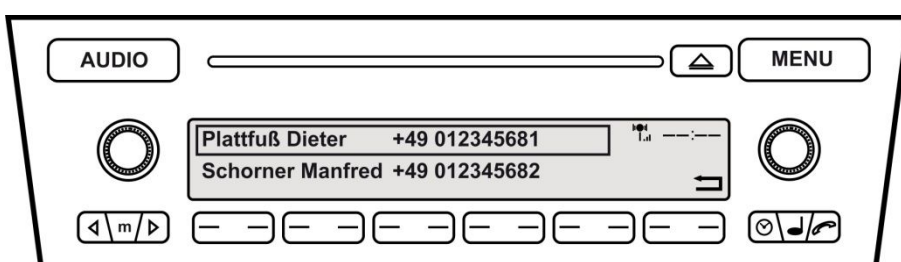 AUDIO
MENU
Plattfuß Dieter +49 012345681
--:--
Schorner Manfred +49 012345682
m